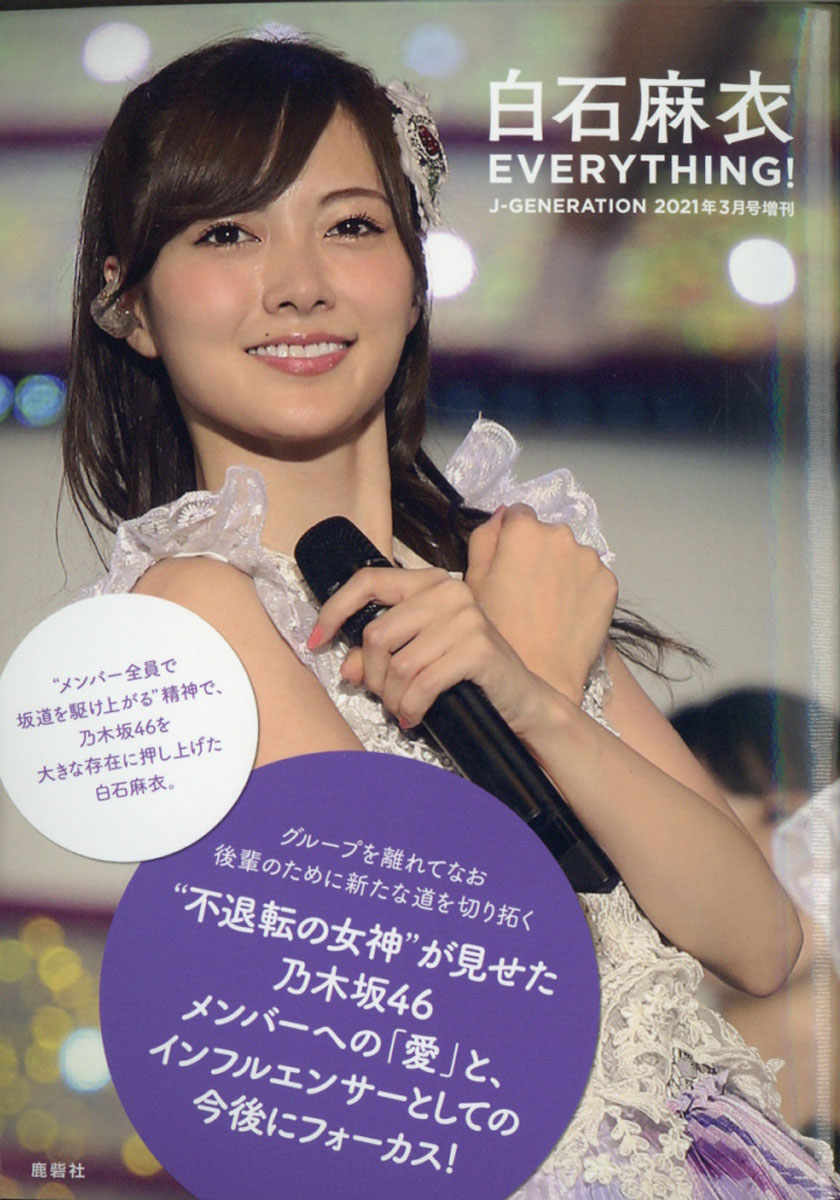 白石麻衣
EVERYTHING!
J-GENERATION 2021年3月号増刊
“メンバー全員で
坂道を駆け上がる”精神で、
乃木坂46を
大きな存在に押し上げた
白石麻衣。
グループを離れてなお
後輩のために新たな道を切り拓く
“不退転の女神”が見せた
乃木坂46
メンバーへの「愛」と、
インフルエンサーとしての
今後にフォーカス！
鹿砦社